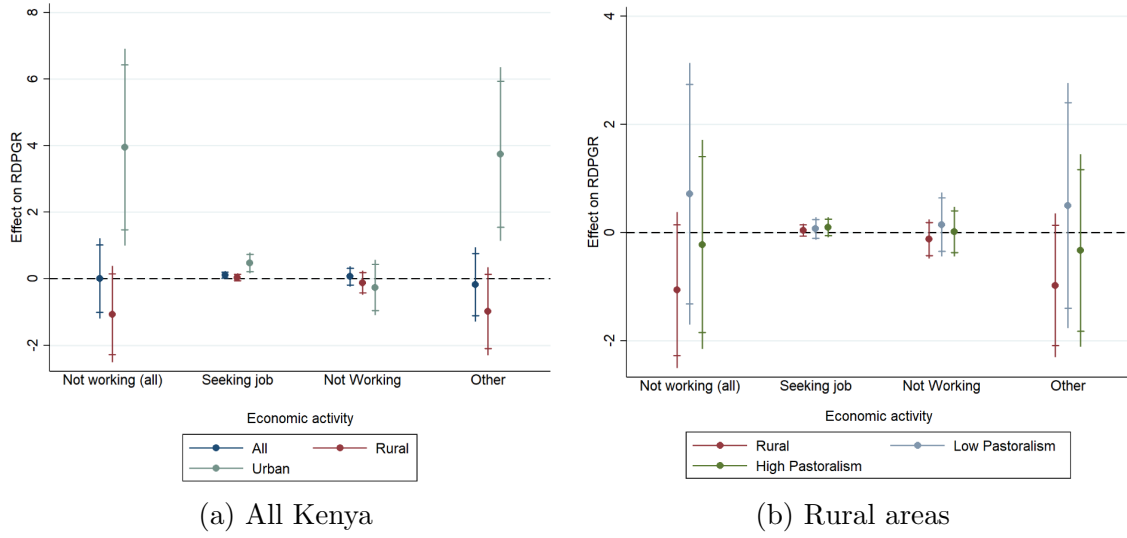 Effect on RDPGR
8
6
4
2
0
-2
Not working (all) Seeking job Not Working Other
Economic activity
All Rural
Urban
(a) All Kenya
Effect on RDPGR
4
2
0
-2
Not working (all) Seeking job Not Working Other
Economic activity
Rural Low Pastoralism
High Pastoralism
(b) Rural areas